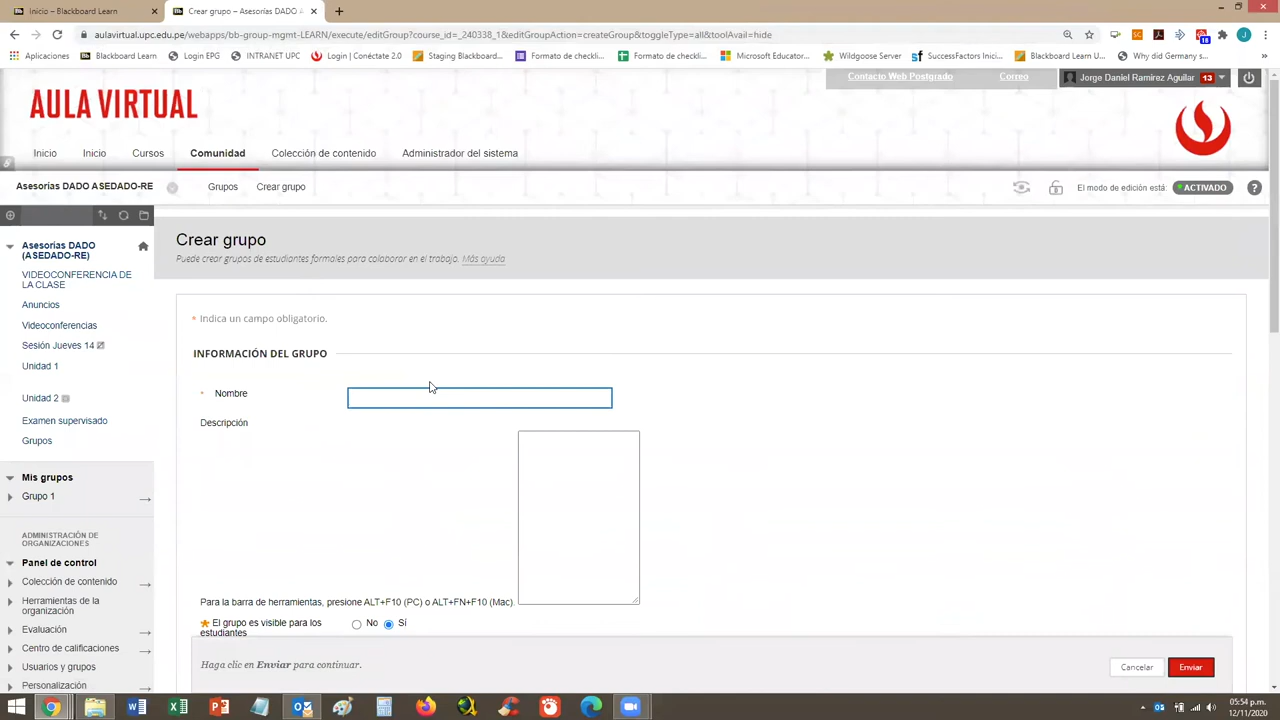 Inicio – Blackboard Learn
Crear grupo – Asesorías DADO A
aulavirtual.upc.edu.pe/webapps/bb-group-mgmt-LEARN/execute/editGroup?course_id=_240338_1&editGroupAction=createGroup&toggleType=all&toolAvail=hide
Aplicaciones
Blackboard Learn
Login EPG
INTRANET UPC
Login | Conéctate 2.0
Staging Blackboard...
Formato de checkli...
Formato de checkli...
Microsoft Educator...
Wildgoose Server
SuccessFactors Inici...
Blackboard Learn U...
Why did Germany s...
Contacto Web Postgrado
Correo
Jorge Daniel Ramírez Aguilar 13
AULA VIRTUAL
Inicio
Inicio
Cursos
Comunidad
Colección de contenido
Administrador del sistema
Asesorías DADO ASEDADO-RE
Grupos
Crear grupo
El modo de edición está:
ACTIVADO
?
Asesorías DADO
(ASEDADO-RE)
VIDEOCONFERENCIA DE
LA CLASE
Anuncios
Videoconferencias
Sesión Jueves 14
Unidad 1
Unidad 2
Examen supervisado
Grupos
Mis grupos
Grupo 1
ADMINISTRACIÓN DE
ORGANIZACIONES
Panel de control
Colección de contenido
Herramientas de la
organización
Evaluación
Centro de calificaciones
Usuarios y grupos
Personalización
Crear grupo
Puede crear grupos de estudiantes formales para colaborar en el trabajo. Más ayuda
* Indica un campo obligatorio.
INFORMACIÓN DEL GRUPO
* Nombre
Descripción
Para la barra de herramientas, presione ALT+F10 (PC) o ALT+FN+F10 (Mac).
El grupo es visible para los
estudiantes
No
Sí
Haga clic en Enviar para continuar.
Cancelar
Enviar
05:54 p.m.
12/11/2020